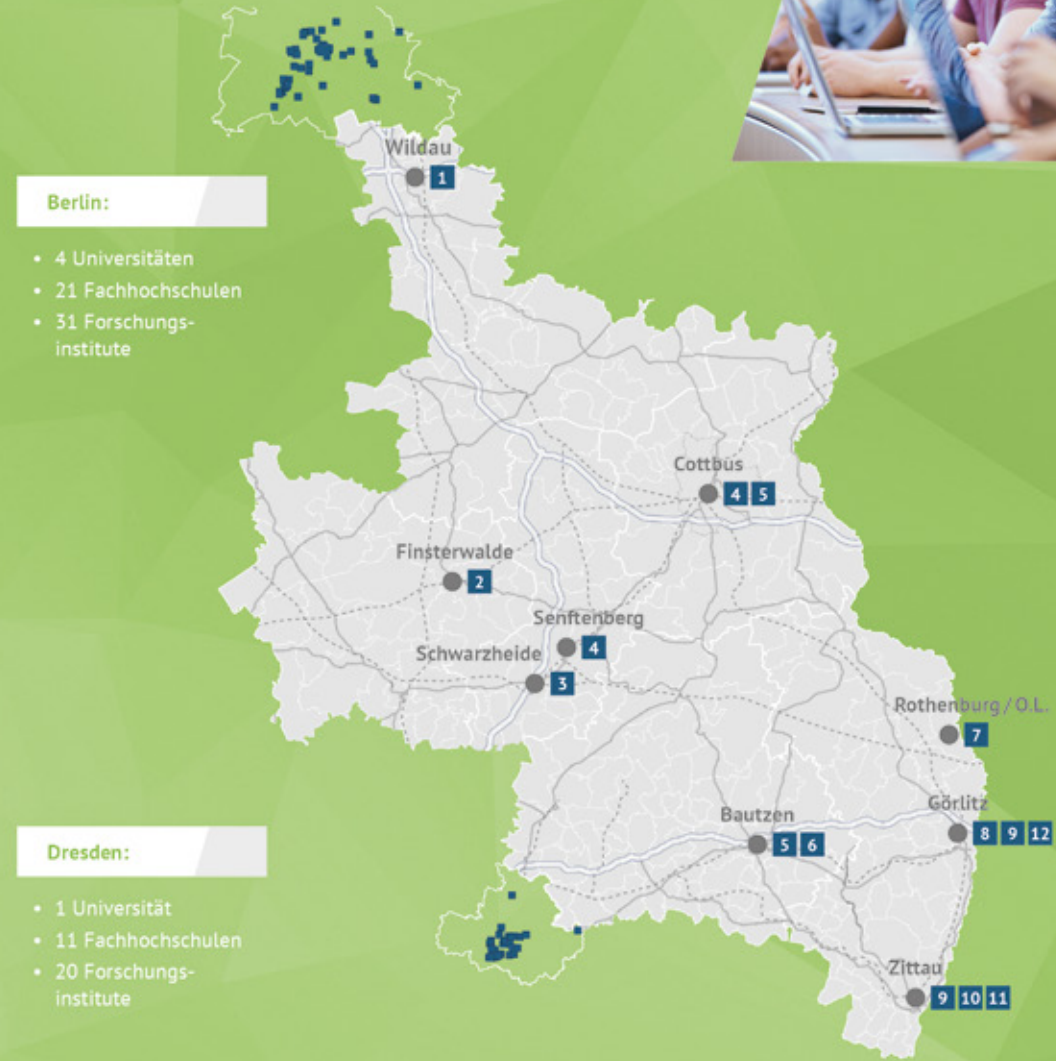 Wildau
1
Berlin:
• 4 Universitäten
• 21 Fachhochschulen
• 31 Forschungs-
institute
Cottbus
4 5
Finsterwalde
2
Senftenberg
4
Schwarzheide
3
Rothenburg/O.L.
7
Görlitz
8 9 12
Bautzen
5 6
Dresden:
• 1 Universität
• 11 Fachhochschulen
• 20 Forschungs-
institute
Zittau
9 10 11